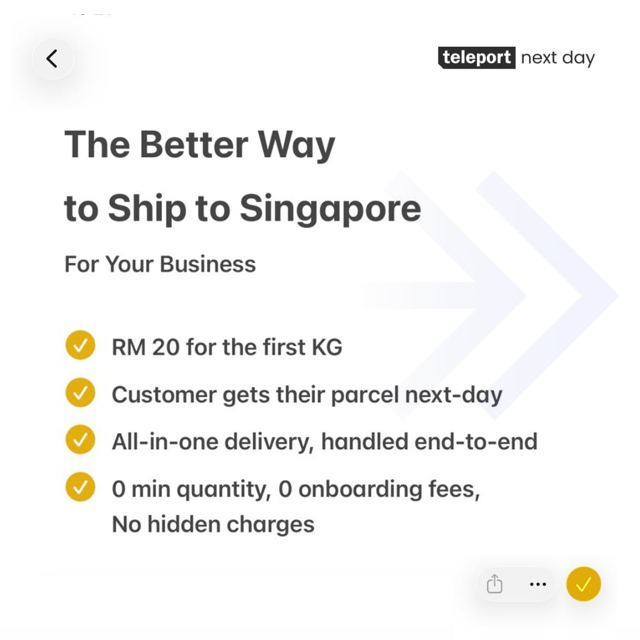 teleport next day
The Better Way
to Ship to Singapore
For Your Business
RM 20 for the first KG
Customer gets their parcel next-day
All-in-one delivery, handled end-to-end
0 min quantity, 0 onboarding fees,
No hidden charges